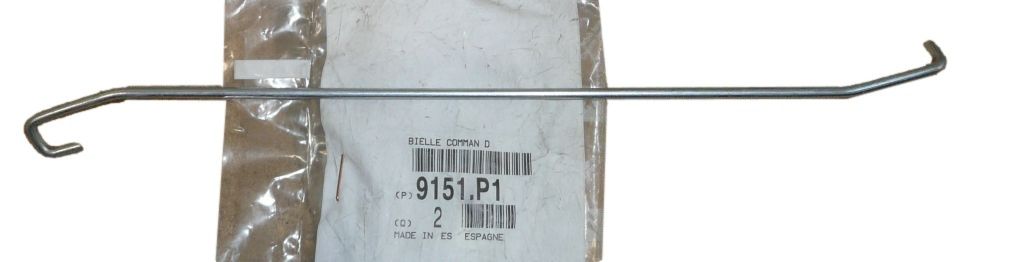 BIELLE COMMAN D
(P) 9151.P1
(Q) 2
MADE IN ES ESPAGNE